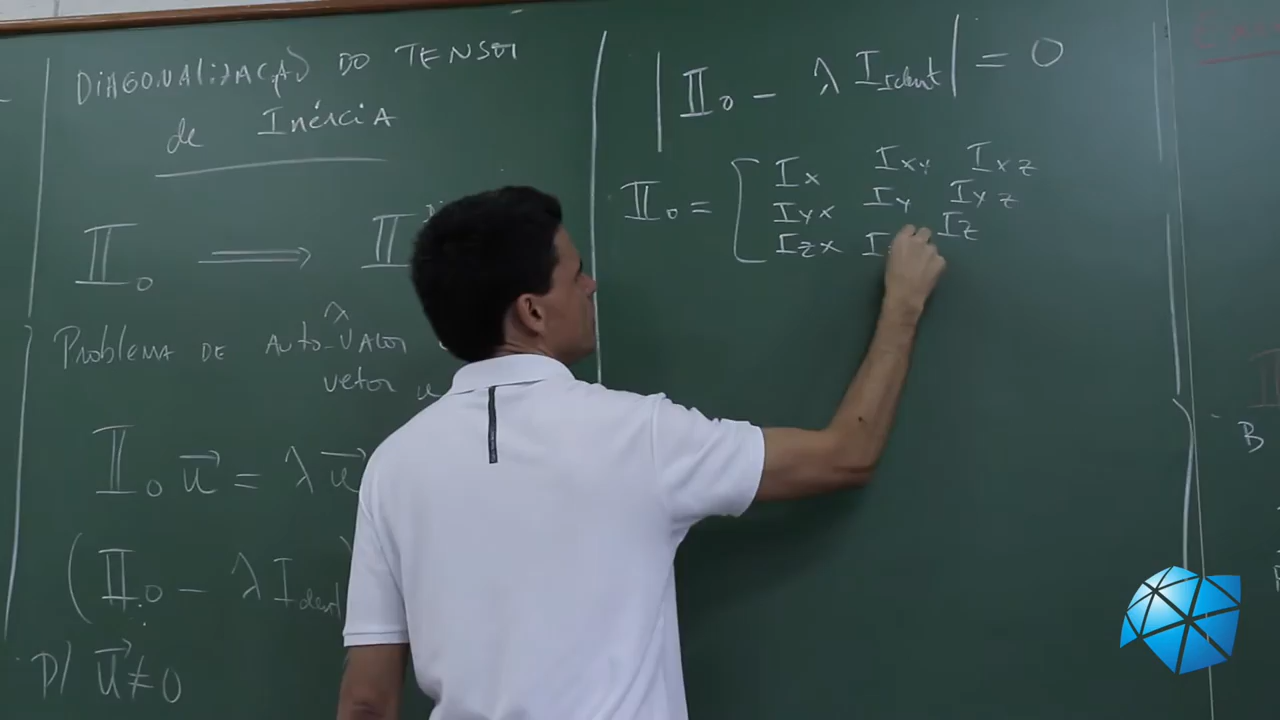 DIAGONALIZAÇÃO DO TENSOR
de INÉRCIA
𝕀₀ ⟹ 𝕀
Problema DE Auto-VALOR λ
vetor u
𝕀₀ u⃗ = λ u⃗
(𝕀₀ - λ I_ident)
P/ u⃗ ≠ 0
|𝕀₀ - λ I_ident| = 0
𝕀₀ = [ Ix Ixy Ixz
Iyx Iy Iyz
Izx I Iz
B